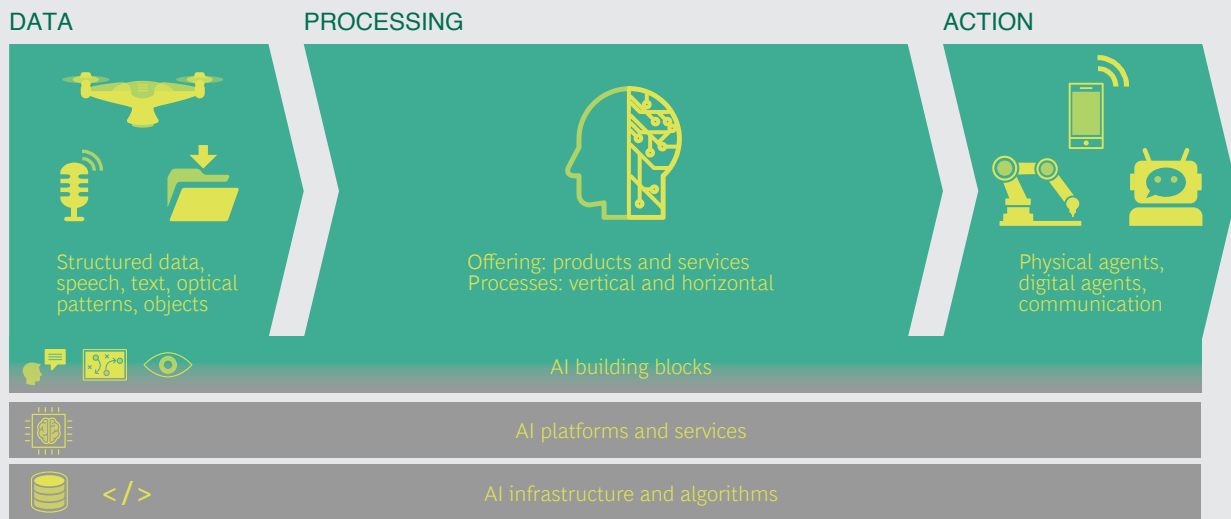 DATA
PROCESSING
ACTION
Structured data,
speech, text, optical
patterns, objects
Offering: products and services
Processes: vertical and horizontal
Physical agents,
digital agents,
communication
AI building blocks
AI platforms and services
</>
AI infrastructure and algorithms